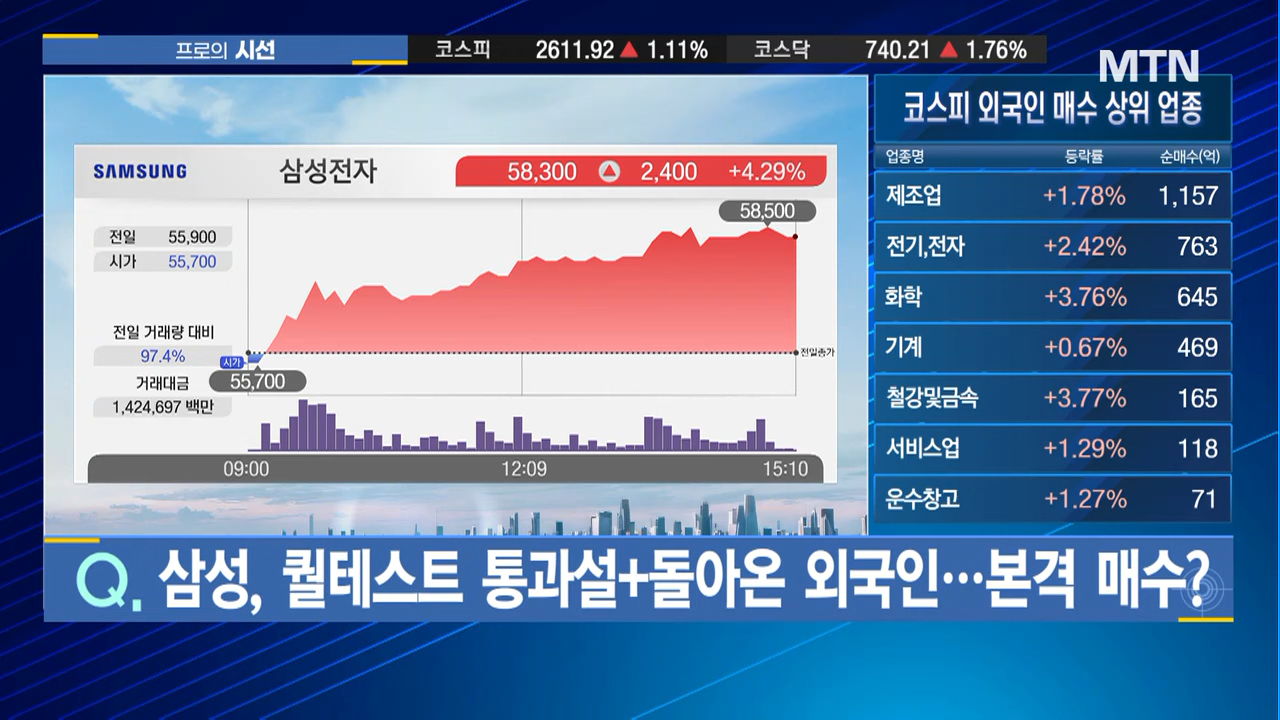 프로의 시선
코스피 2611.92 ▲ 1.11% 코스닥 740.21 ▲ 1.76%
MTN
SAMSUNG 삼성전자 58,300 ▲ 2,400 +4.29%
전일 55,900
시가 55,700
전일 거래량 대비
97.4%
거래대금
1,424,697 백만
58,500
시가
55,700
전일종가
09:00 12:09 15:10
코스피 외국인 매수 상위 업종
업종명 등락률 순매수(억)
제조업 +1.78% 1,157
전기,전자 +2.42% 763
화학 +3.76% 645
기계 +0.67% 469
철강및금속 +3.77% 165
서비스업 +1.29% 118
운수창고 +1.27% 71
Q. 삼성, 퀄테스트 통과설+돌아온 외국인…본격 매수?